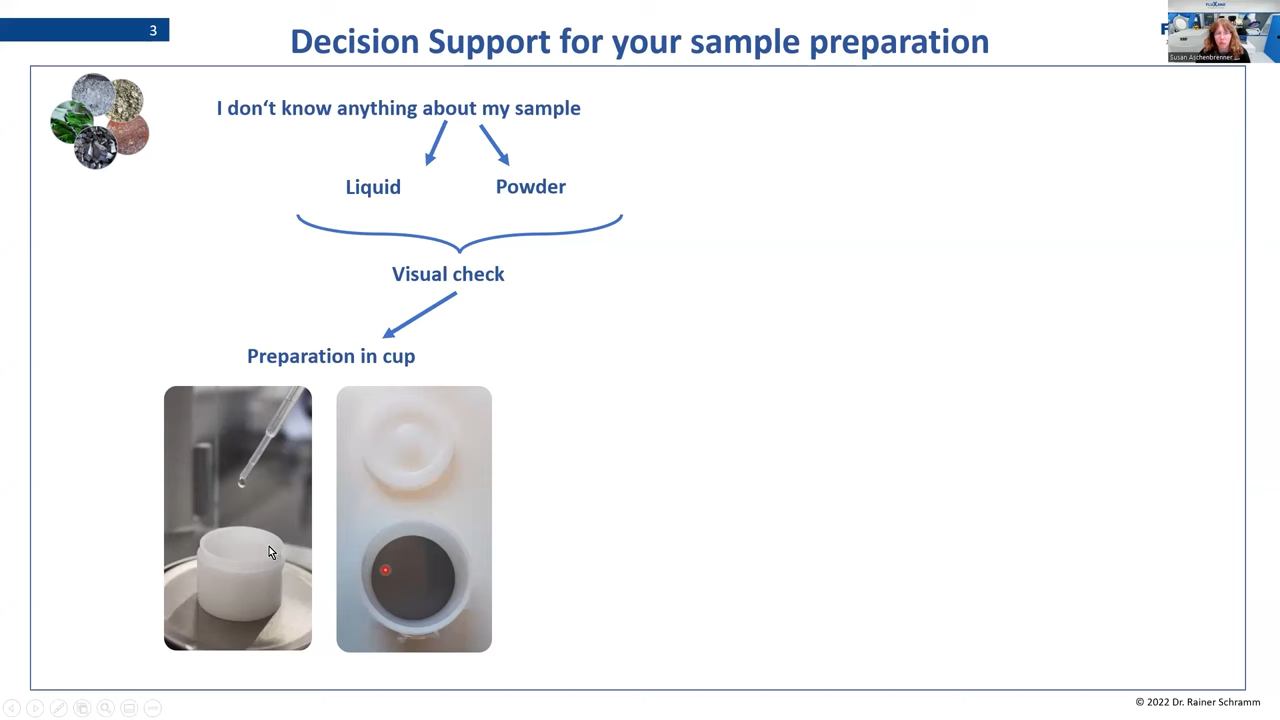 3
Decision Support for your sample preparation
FLUXANA
Susan Aschenbrenner
I don‘t know anything about my sample
Liquid
Powder
Visual check
Preparation in cup
© 2022 Dr. Rainer Schramm